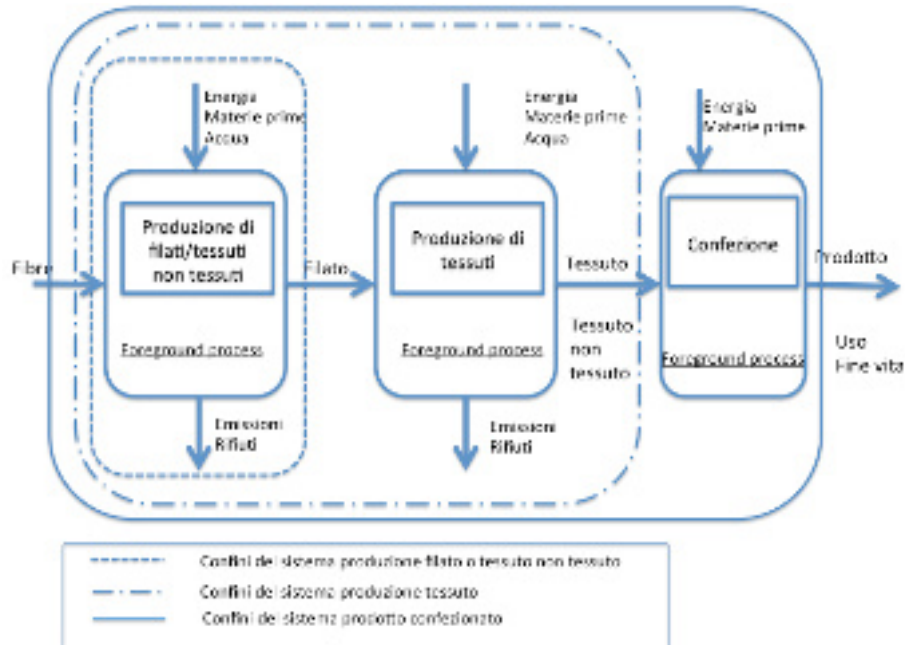 Energia
Materie prime
Acqua
Energia
Materie prime
Acqua
Energia
Materie prime
Produzione di
filati/tessuti
non tessuti
Produzione di
tessuti
Confezione
Fibre
Filato
Tessuto
Prodotto
Tessuto
non
tessuto
Uso
Fine vita
Foreground process
Foreground process
Foreground process
Emissioni
Rifiuti
Emissioni
Rifiuti
Confini del sistema produzione filato o tessuto non tessuto
Confini del sistema produzione tessuto
Confini del sistema prodotto confezionato